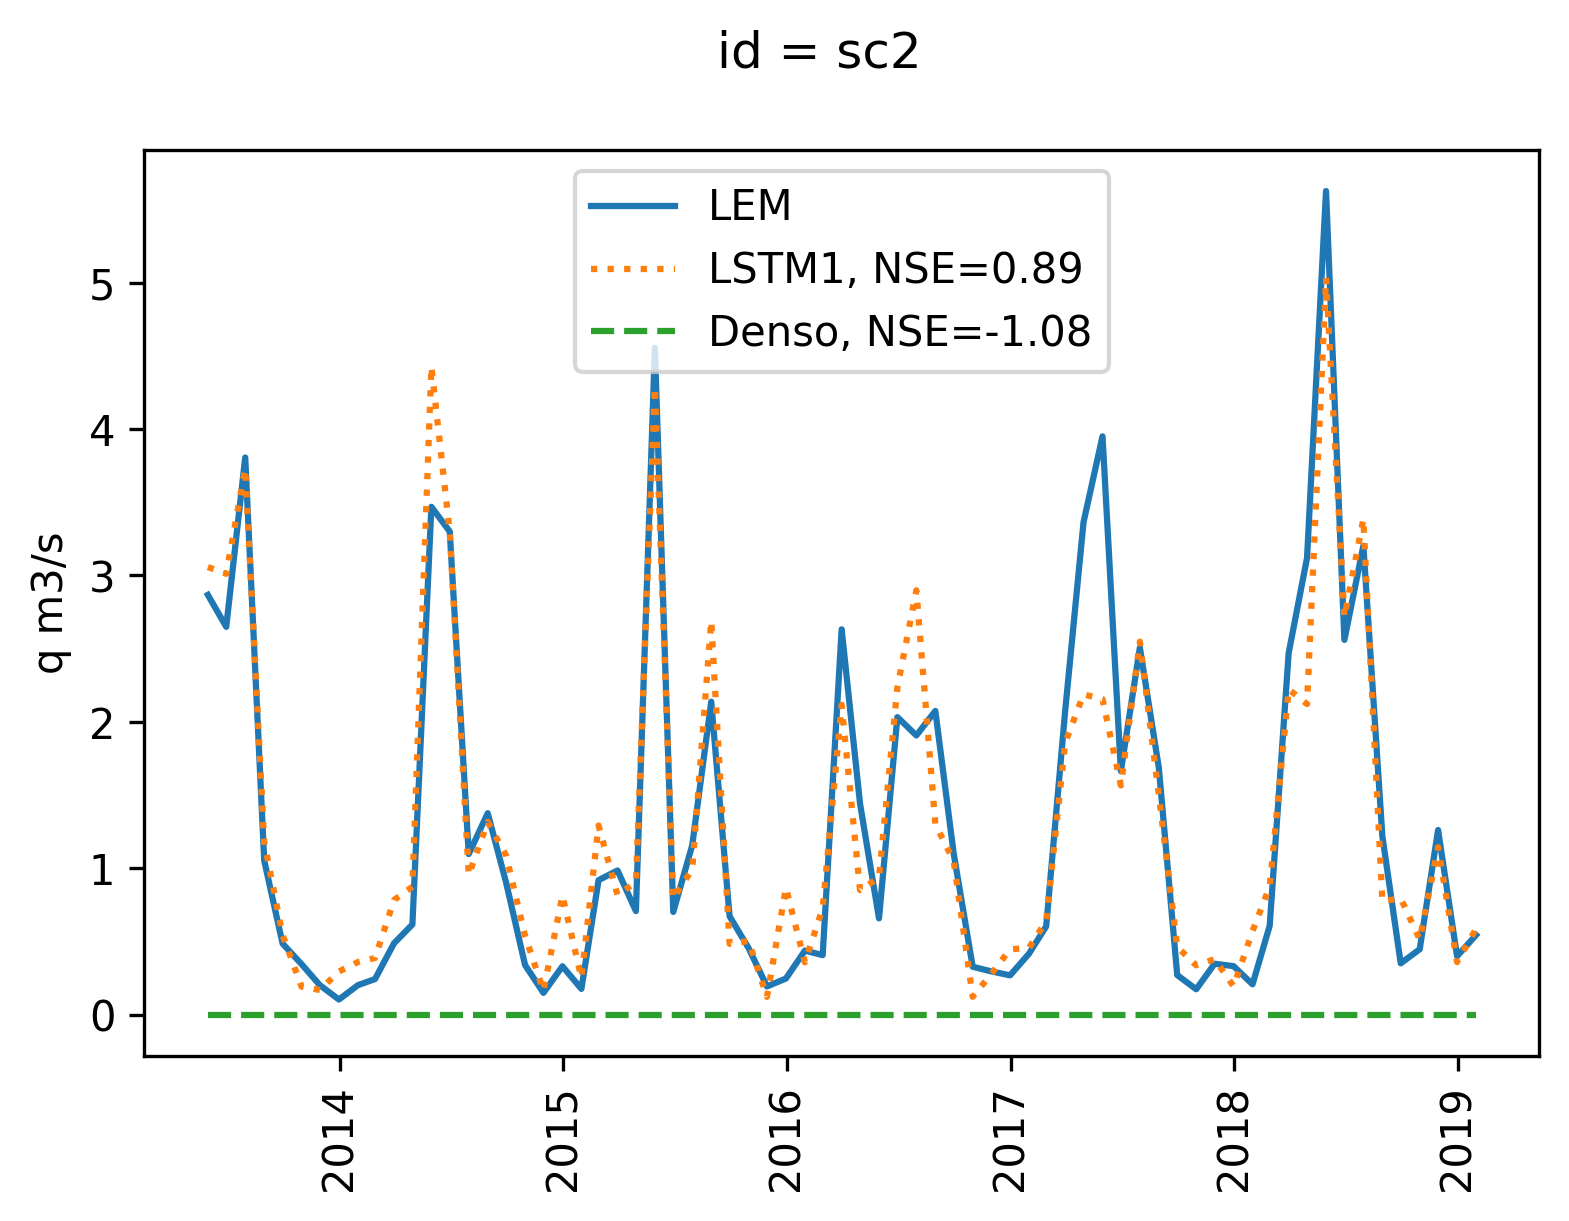 id = sc2
LEM
LSTM1, NSE=0.89
Denso, NSE=-1.08
q m3/s
5
4
3
2
1
0
2014
2015
2016
2017
2018
2019